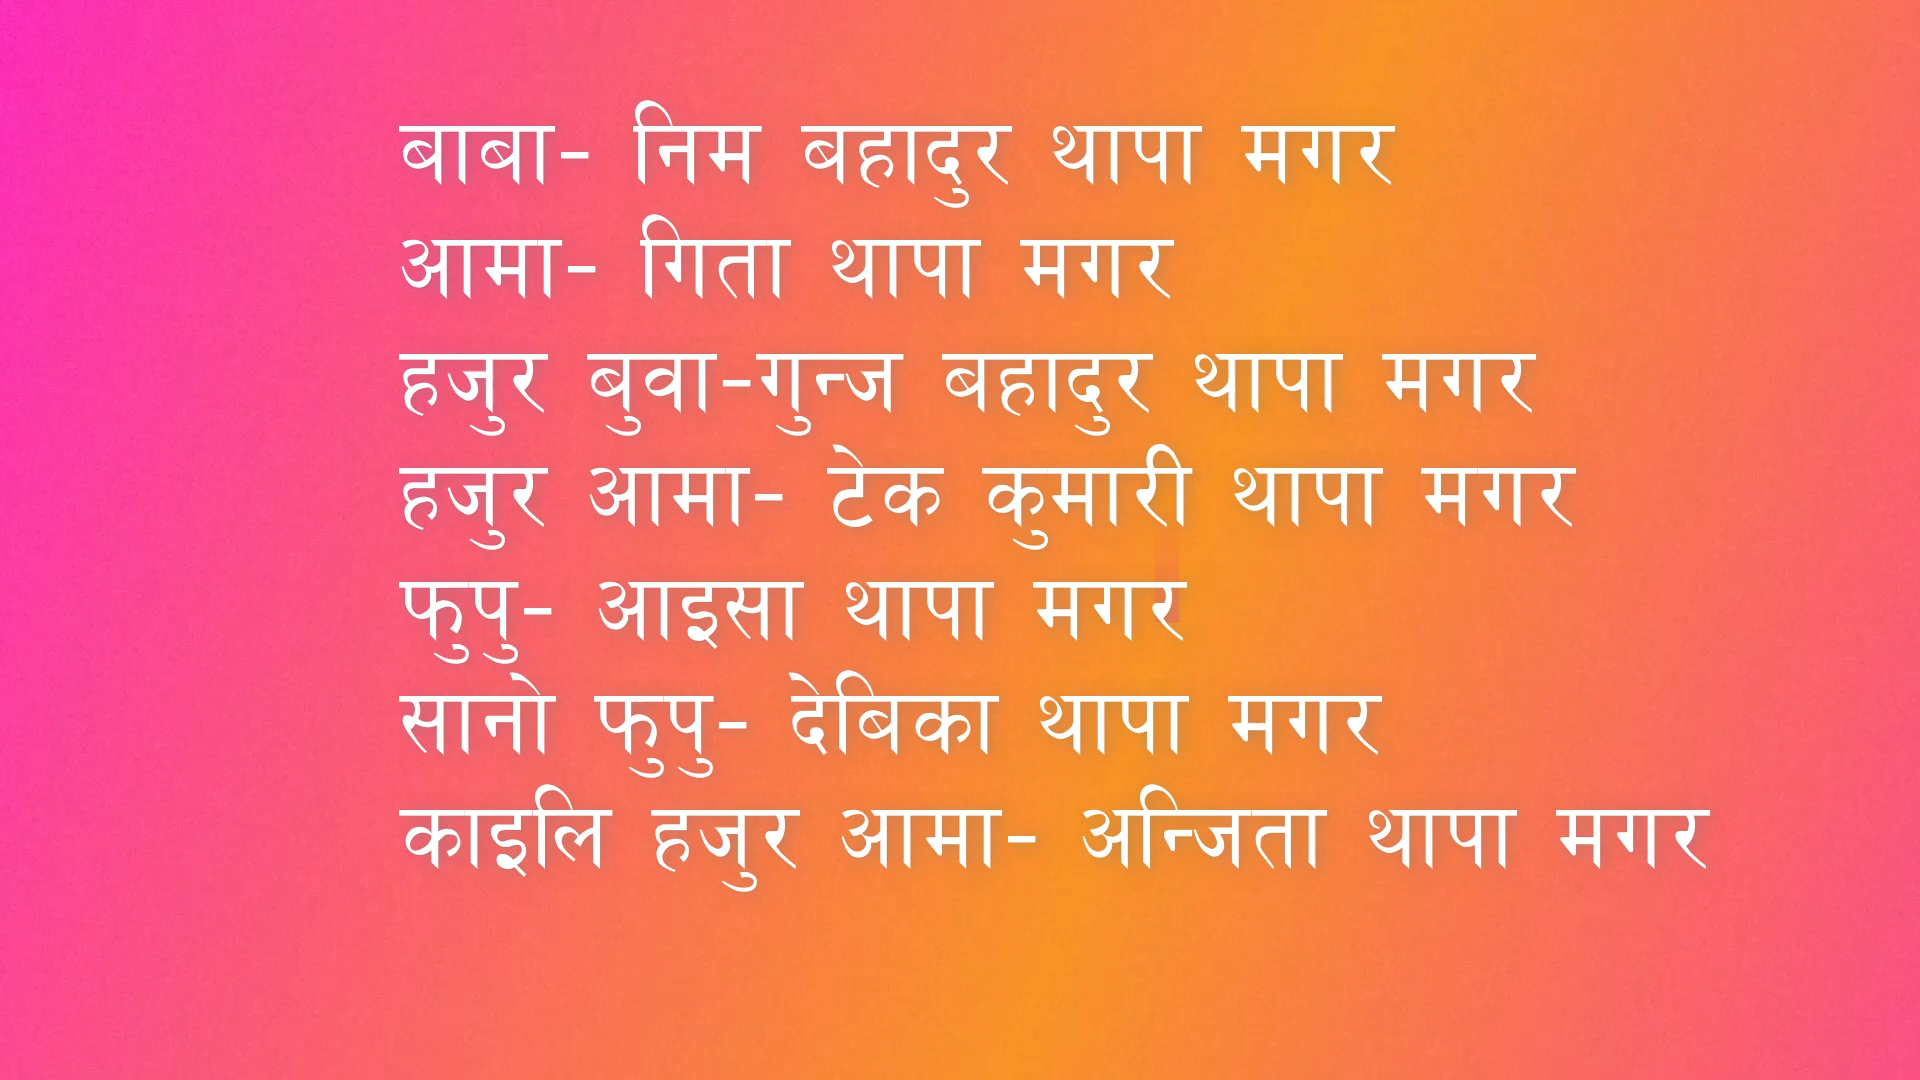 बाबा- निम बहादुर थापा मगर
आमा- गिता थापा मगर
हजुर बुवा-गुन्ज बहादुर थापा मगर
हजुर आमा- टेक कुमारी थापा मगर
फुपु- आइसा थापा मगर
सानो फुपु- देबिका थापा मगर
काइलि हजुर आमा- अन्जिता थापा मगर